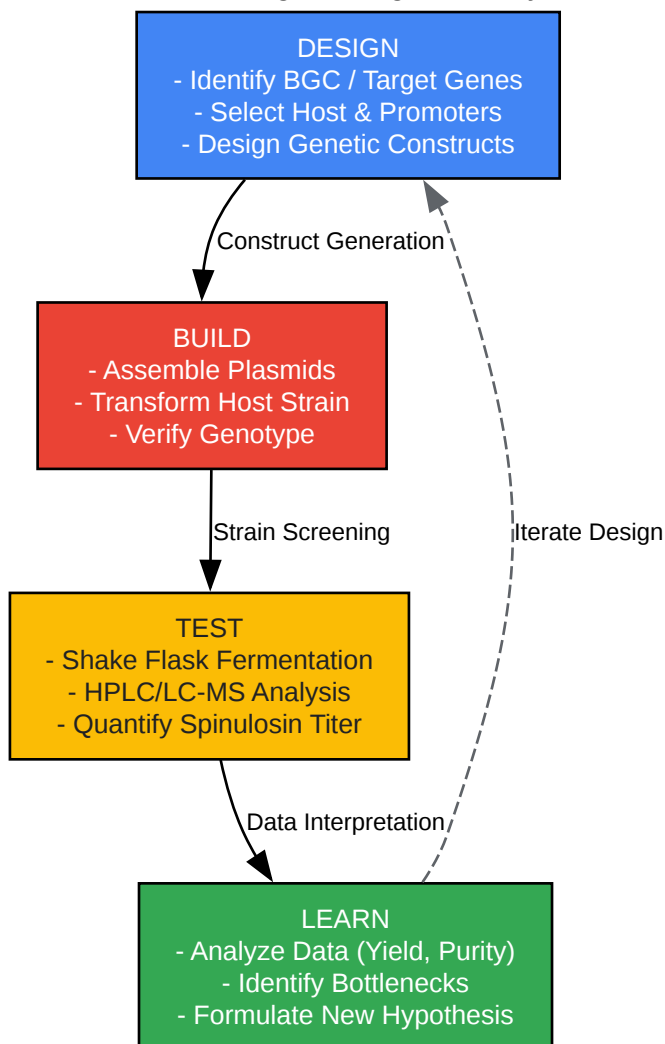 DESIGN
- Identify BGC / Target Genes
- Select Host & Promoters
- Design Genetic Constructs
Construct Generation
BUILD
- Assemble Plasmids
- Transform Host Strain
- Verify Genotype
Strain Screening
Iterate Design
TEST
- Shake Flask Fermentation
- HPLC/LC-MS Analysis
- Quantify Spinulosin Titer
Data Interpretation
LEARN
- Analyze Data (Yield, Purity)
- Identify Bottlenecks
- Formulate New Hypothesis